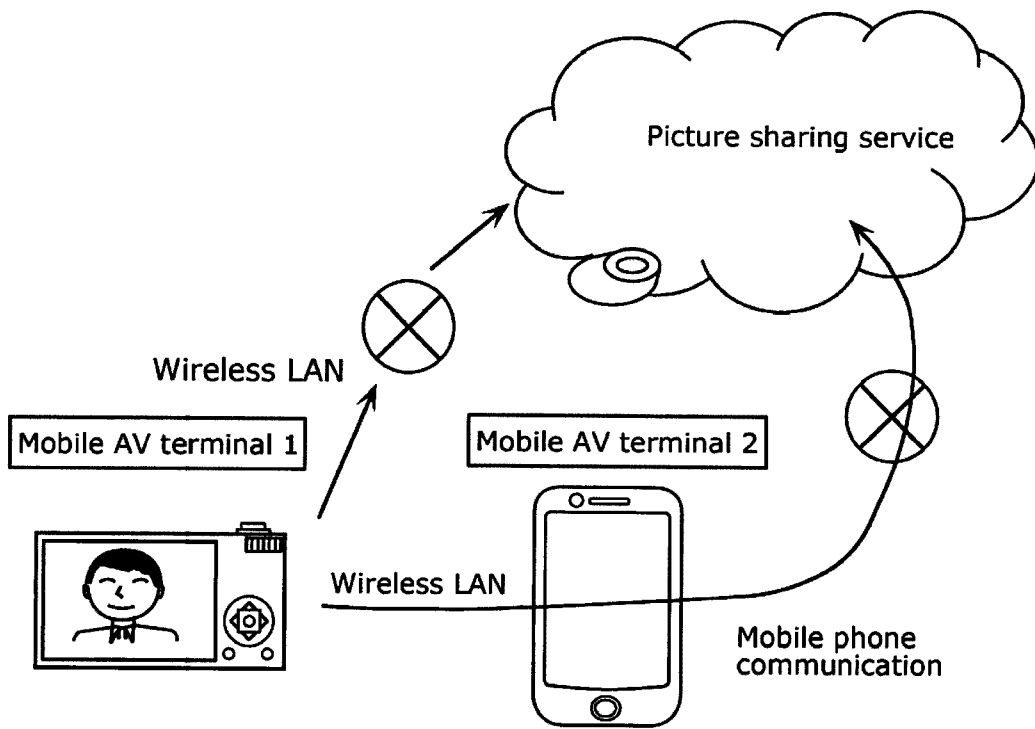 Picture sharing service
Wireless LAN
Mobile AV terminal 1
Mobile AV terminal 2
Wireless LAN
Mobile phone
communication